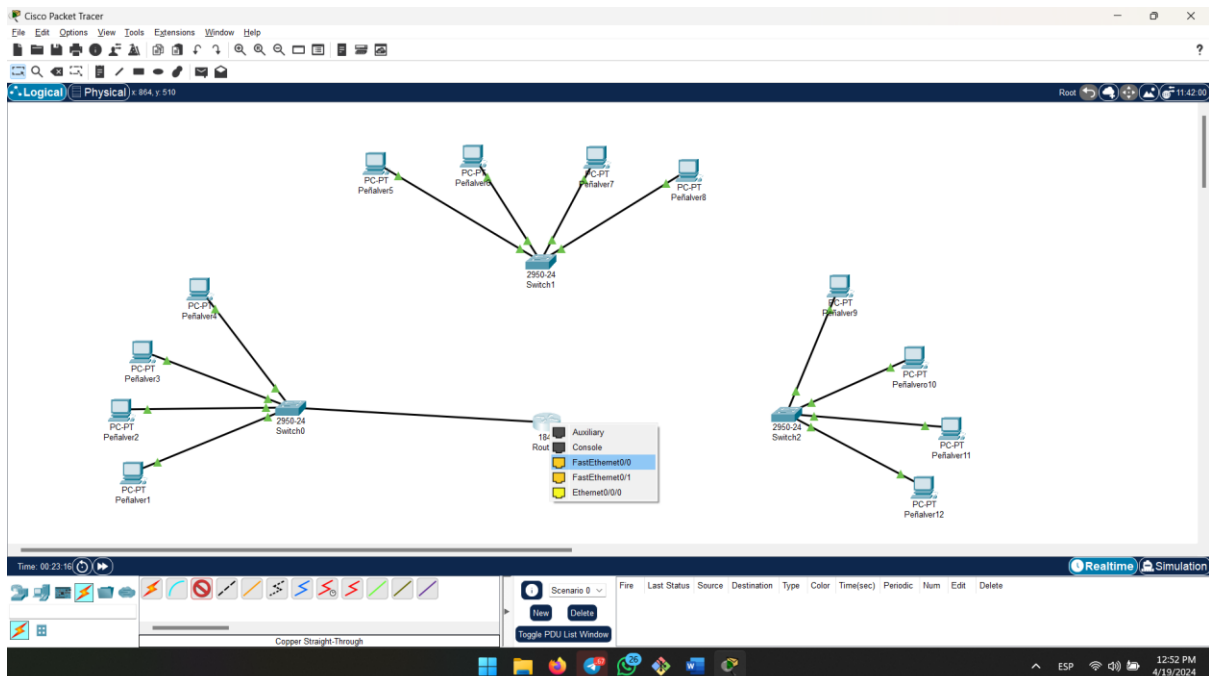 Cisco Packet Tracer
File Edit Options View Tools Extensions Window Help
?
Logical Physical x: 864, y: 510 Root 11:42:00
PC-PT
Peñalver5
PC-PT
PC-PT
Peñalver7
PC-PT
Peñalver8
2950-24
Switch1
PC-PT
Peñalver4
PC-PT
Peñalver9
PC-PT
Peñalver3
PC-PT
Peñalvero10
PC-PT
Peñalver2
2950-24
Switch0
184
Rout
Auxiliary
Console
FastEthernet0/0
FastEthernet0/1
Ethernet0/0/0
2950-24
Switch2
PC-PT
Peñalver11
PC-PT
Peñalver1
PC-PT
Peñalver12
Time: 00:23:16 Realtime Simulation
Scenario 0 Fire Last Status Source Destination Type Color Time(sec) Periodic Num Edit Delete
New Delete
Toggle PDU List Window
Copper Straight-Through
26
ESP 12:52 PM
4/19/2024